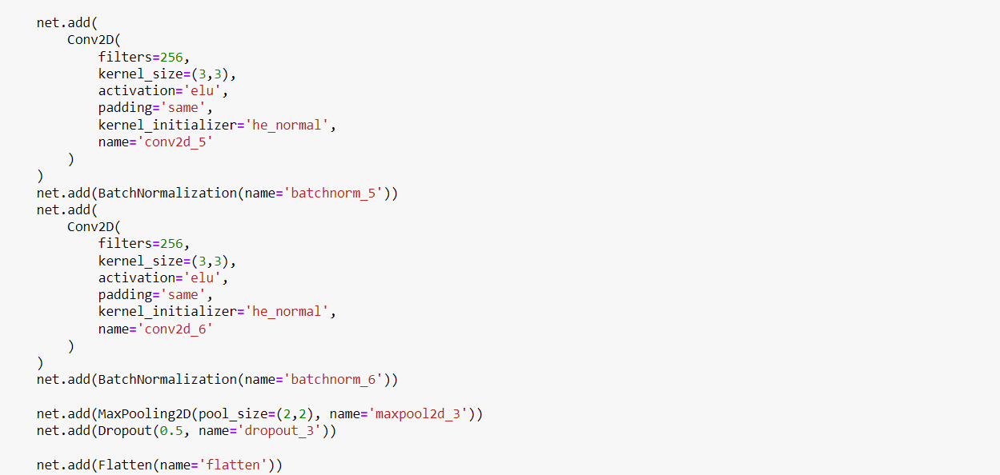 net.add(
    Conv2D(
        filters=256,
        kernel_size=(3,3),
        activation='elu',
        padding='same',
        kernel_initializer='he_normal',
        name='conv2d_5'
    )
)
net.add(BatchNormalization(name='batchnorm_5'))
net.add(
    Conv2D(
        filters=256,
        kernel_size=(3,3),
        activation='elu',
        padding='same',
        kernel_initializer='he_normal',
        name='conv2d_6'
    )
)
net.add(BatchNormalization(name='batchnorm_6'))

net.add(MaxPooling2D(pool_size=(2,2), name='maxpool2d_3'))
net.add(Dropout(0.5, name='dropout_3'))

net.add(Flatten(name='flatten'))